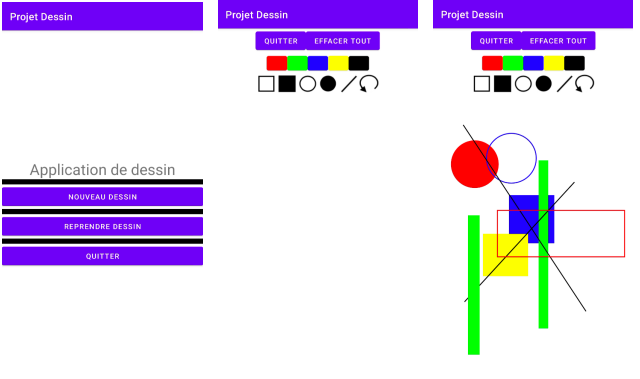 Projet Dessin
Application de dessin
NOUVEAU DESSIN
REPRENDRE DESSIN
QUITTER
Projet Dessin
QUITTER EFFACER TOUT
Projet Dessin
QUITTER EFFACER TOUT